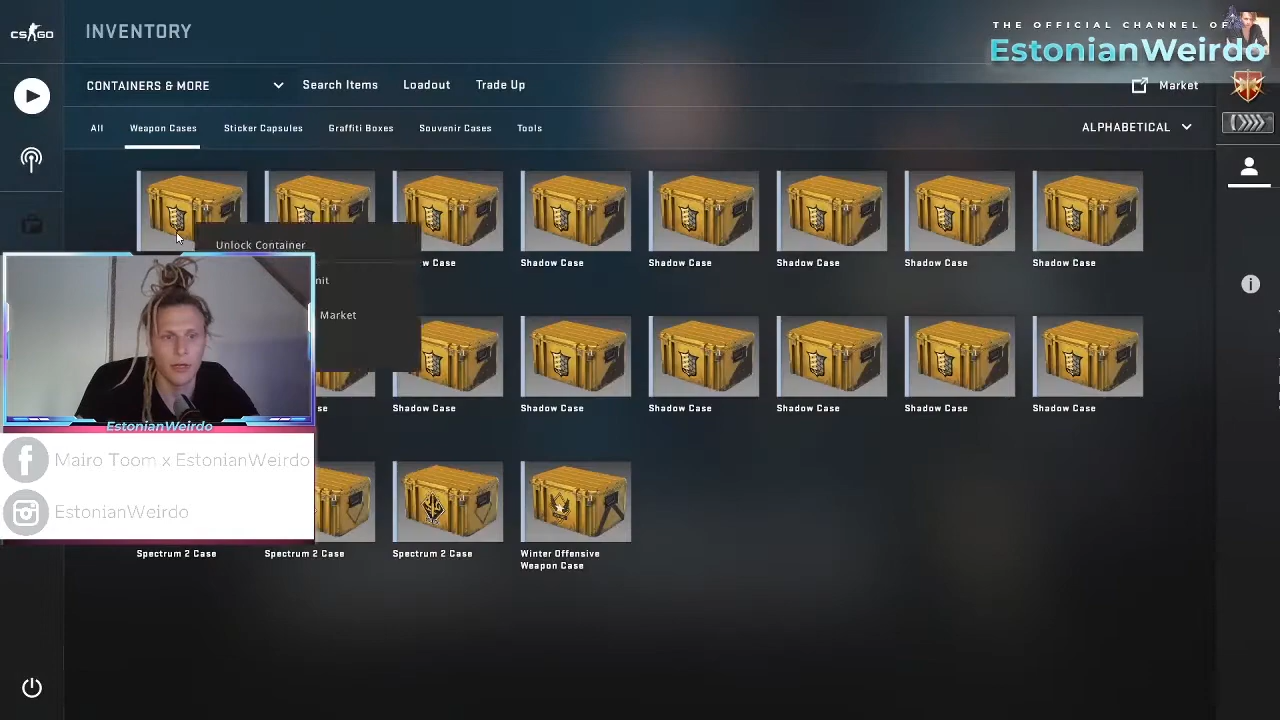 CS GO
INVENTORY
THE OFFICIAL CHANNEL OF
EstonianWeirdo
CONTAINERS & MORE
Search Items
Loadout
Trade Up
Market
All
Weapon Cases
Sticker Capsules
Graffiti Boxes
Souvenir Cases
Tools
ALPHABETICAL
Unlock Container
nit
Market
w Case
Shadow Case
Shadow Case
Shadow Case
Shadow Case
Shadow Case
se
Shadow Case
Shadow Case
Shadow Case
Shadow Case
Shadow Case
Shadow Case
EstonianWeirdo
Mairo Toom x EstonianWeirdo
EstonianWeirdo
Spectrum 2 Case
Spectrum 2 Case
Spectrum 2 Case
Winter Offensive
Weapon Case